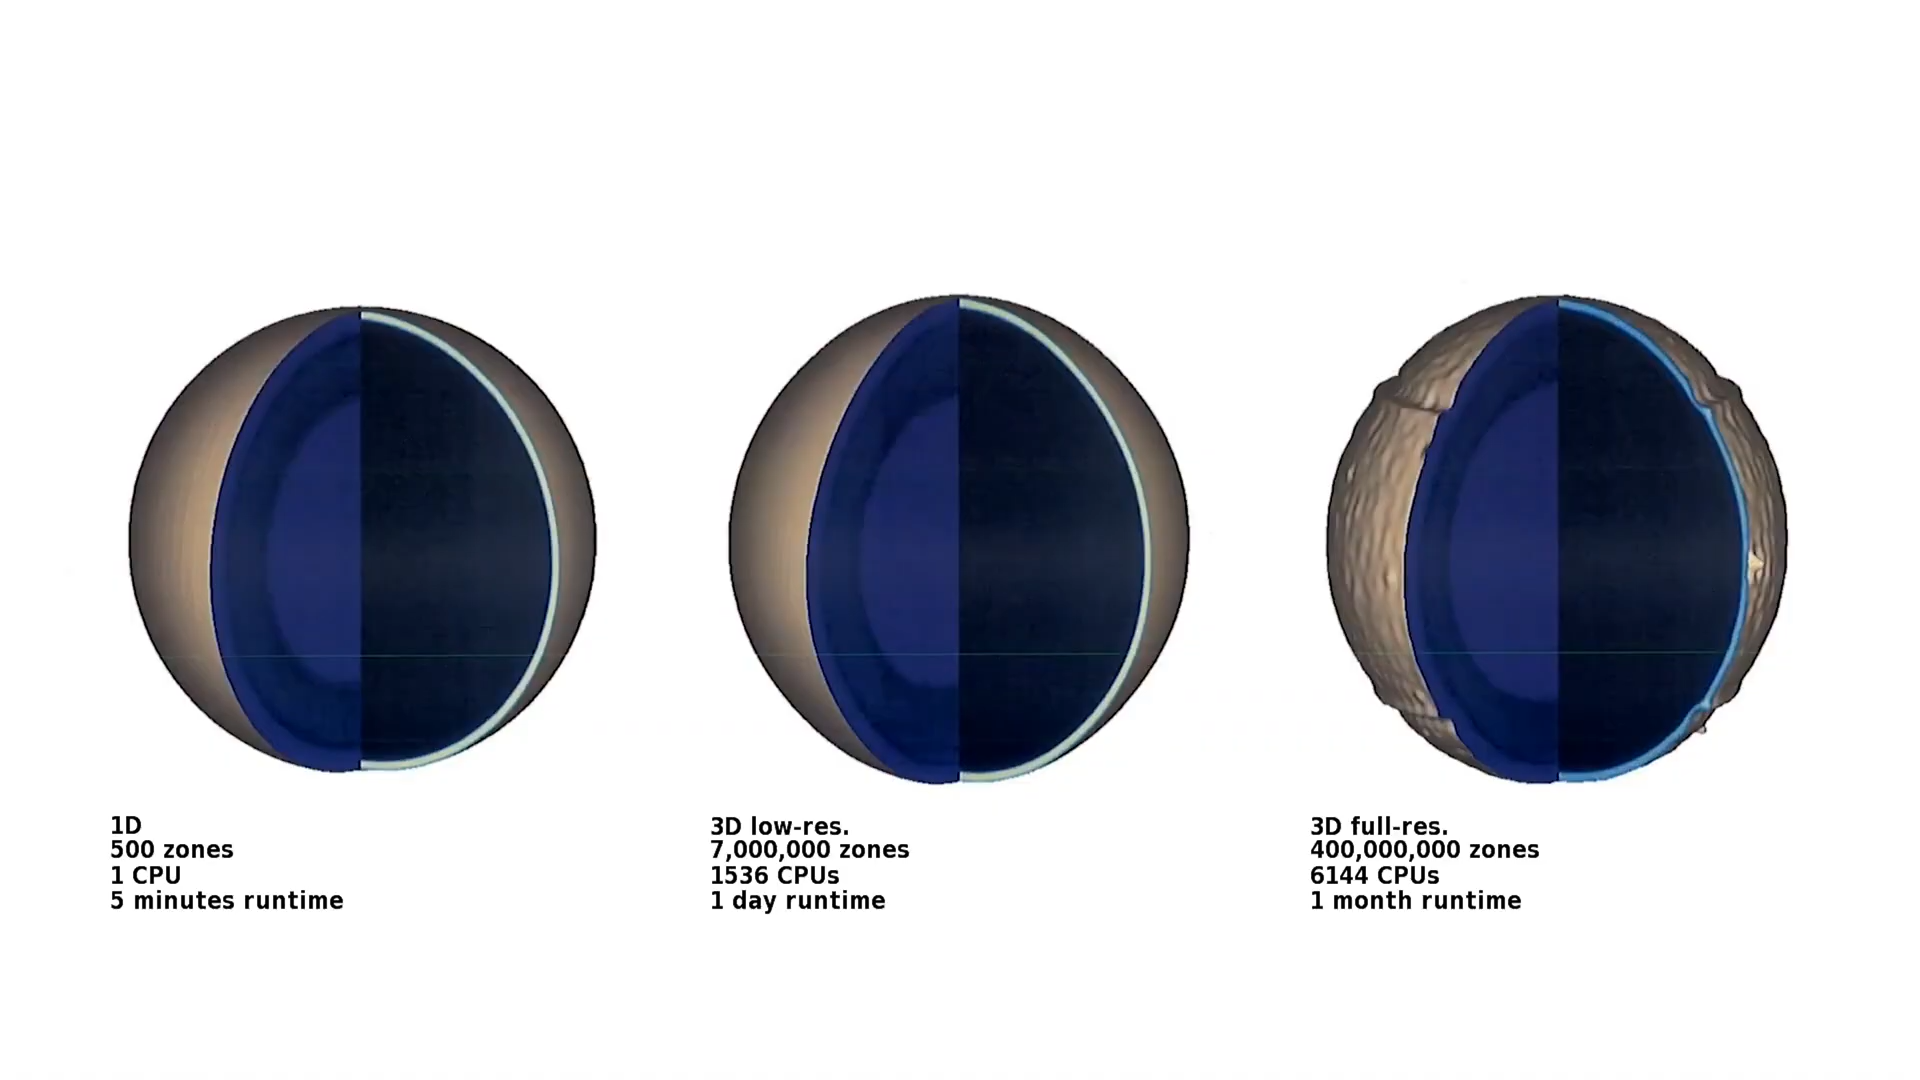 1D
500 zones
1 CPU
5 minutes runtime
3D low-res.
7,000,000 zones
1536 CPUs
1 day runtime
3D full-res.
400,000,000 zones
6144 CPUs
1 month runtime